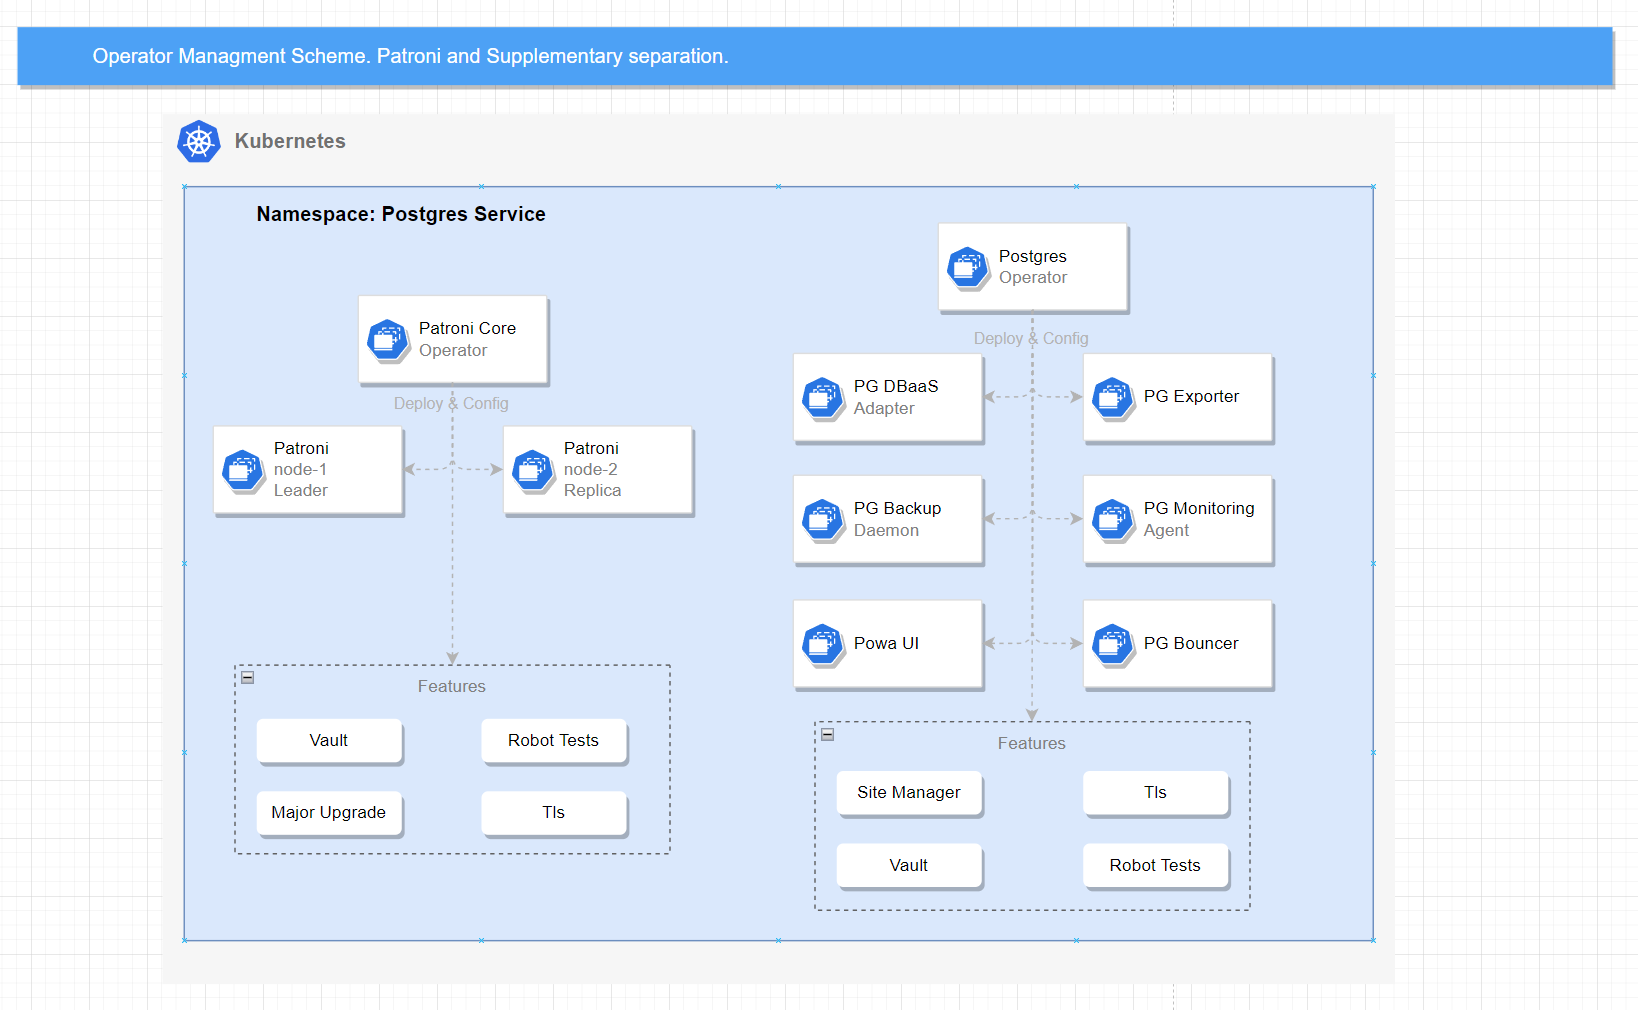 Operator Managment Scheme. Patroni and Supplementary separation.
Kubernetes
Namespace: Postgres Service
Patroni Core
Operator
Deploy & Config
Patroni
node-1
Leader
Patroni
node-2
Replica
Features
Vault
Robot Tests
Major Upgrade
Tls
Postgres
Operator
Deploy & Config
PG DBaaS
Adapter
PG Exporter
PG Backup
Daemon
PG Monitoring
Agent
Powa UI
PG Bouncer
Features
Site Manager
Tls
Vault
Robot Tests